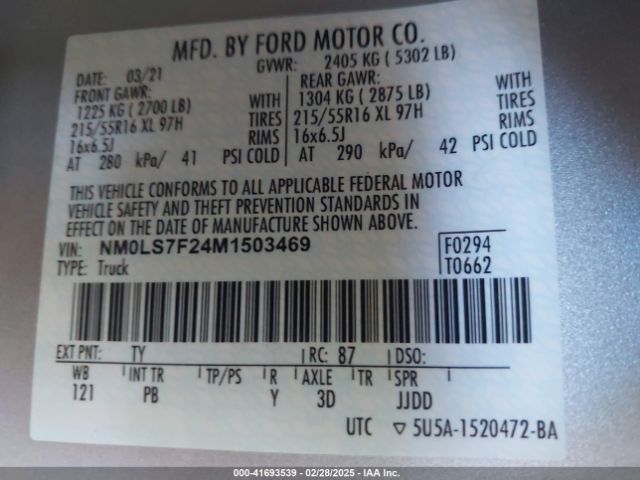 MFD. BY FORD MOTOR CO.
DATE: 03/21 GVWR: 2405 KG ( 5302 LB)
FRONT GAWR: REAR GAWR:
1225 KG ( 2700 LB) WITH 1304 KG ( 2875 LB) WITH
215/55R16 XL 97H TIRES 215/55R16 XL 97H TIRES
16x6.5J RIMS 16x6.5J RIMS
AT 280 kPa/ 41 PSI COLD AT 290 kPa/ 42 PSI COLD
THIS VEHICLE CONFORMS TO ALL APPLICABLE FEDERAL MOTOR
VEHICLE SAFETY AND THEFT PREVENTION STANDARDS IN
EFFECT ON THE DATE OF MANUFACTURE SHOWN ABOVE.
VIN: NM0LS7F24M1503469 F0294
TYPE: Truck T0662
EXT PNT: TY RC: 87 DSO:
WB INT TR TP/PS R AXLE TR SPR
121 PB Y 3D JJDD
UTC ▽ 5U5A-1520472-BA
000-41693539 | 02/28/2025 | IAA Inc.